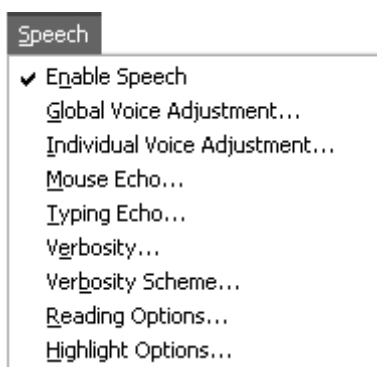 Speech
Enable Speech
Global Voice Adjustment...
Individual Voice Adjustment...
Mouse Echo...
Typing Echo...
Verbosity...
Verbosity Scheme...
Reading Options...
Highlight Options...